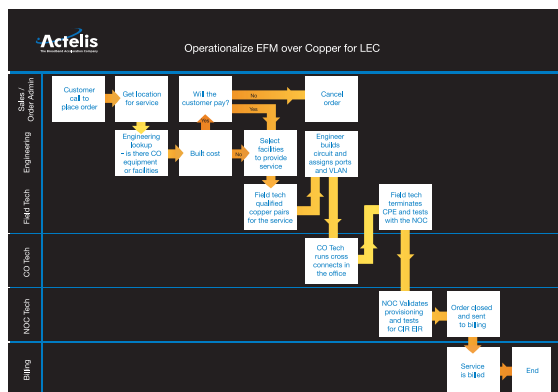 Actelis
The Broadband Acceleration Company
Operationalize EFM over Copper for LEC
Sales /
Order Admin
Customer
call to
place order
Get location
for service
Will the
customer pay?
No
Yes
Cancel
order
Engineering
Engineering
lookup
– is there CO
equipment
or facilities
Built cost
Yes
No
Select
facilities
to provide
service
Engineer
builds
circuit and
assigns ports
and VLAN
Field Tech
Field tech
qualified
copper pairs
for the service
Field tech
terminates
CPE and tests
with the NOC
CO Tech
CO Tech
runs cross
connects in
the office
NOC Tech
NOC Validates
provisioning
and tests
for CIR EIR
Order closed
and sent
to billing
Billing
Service
is billed
End